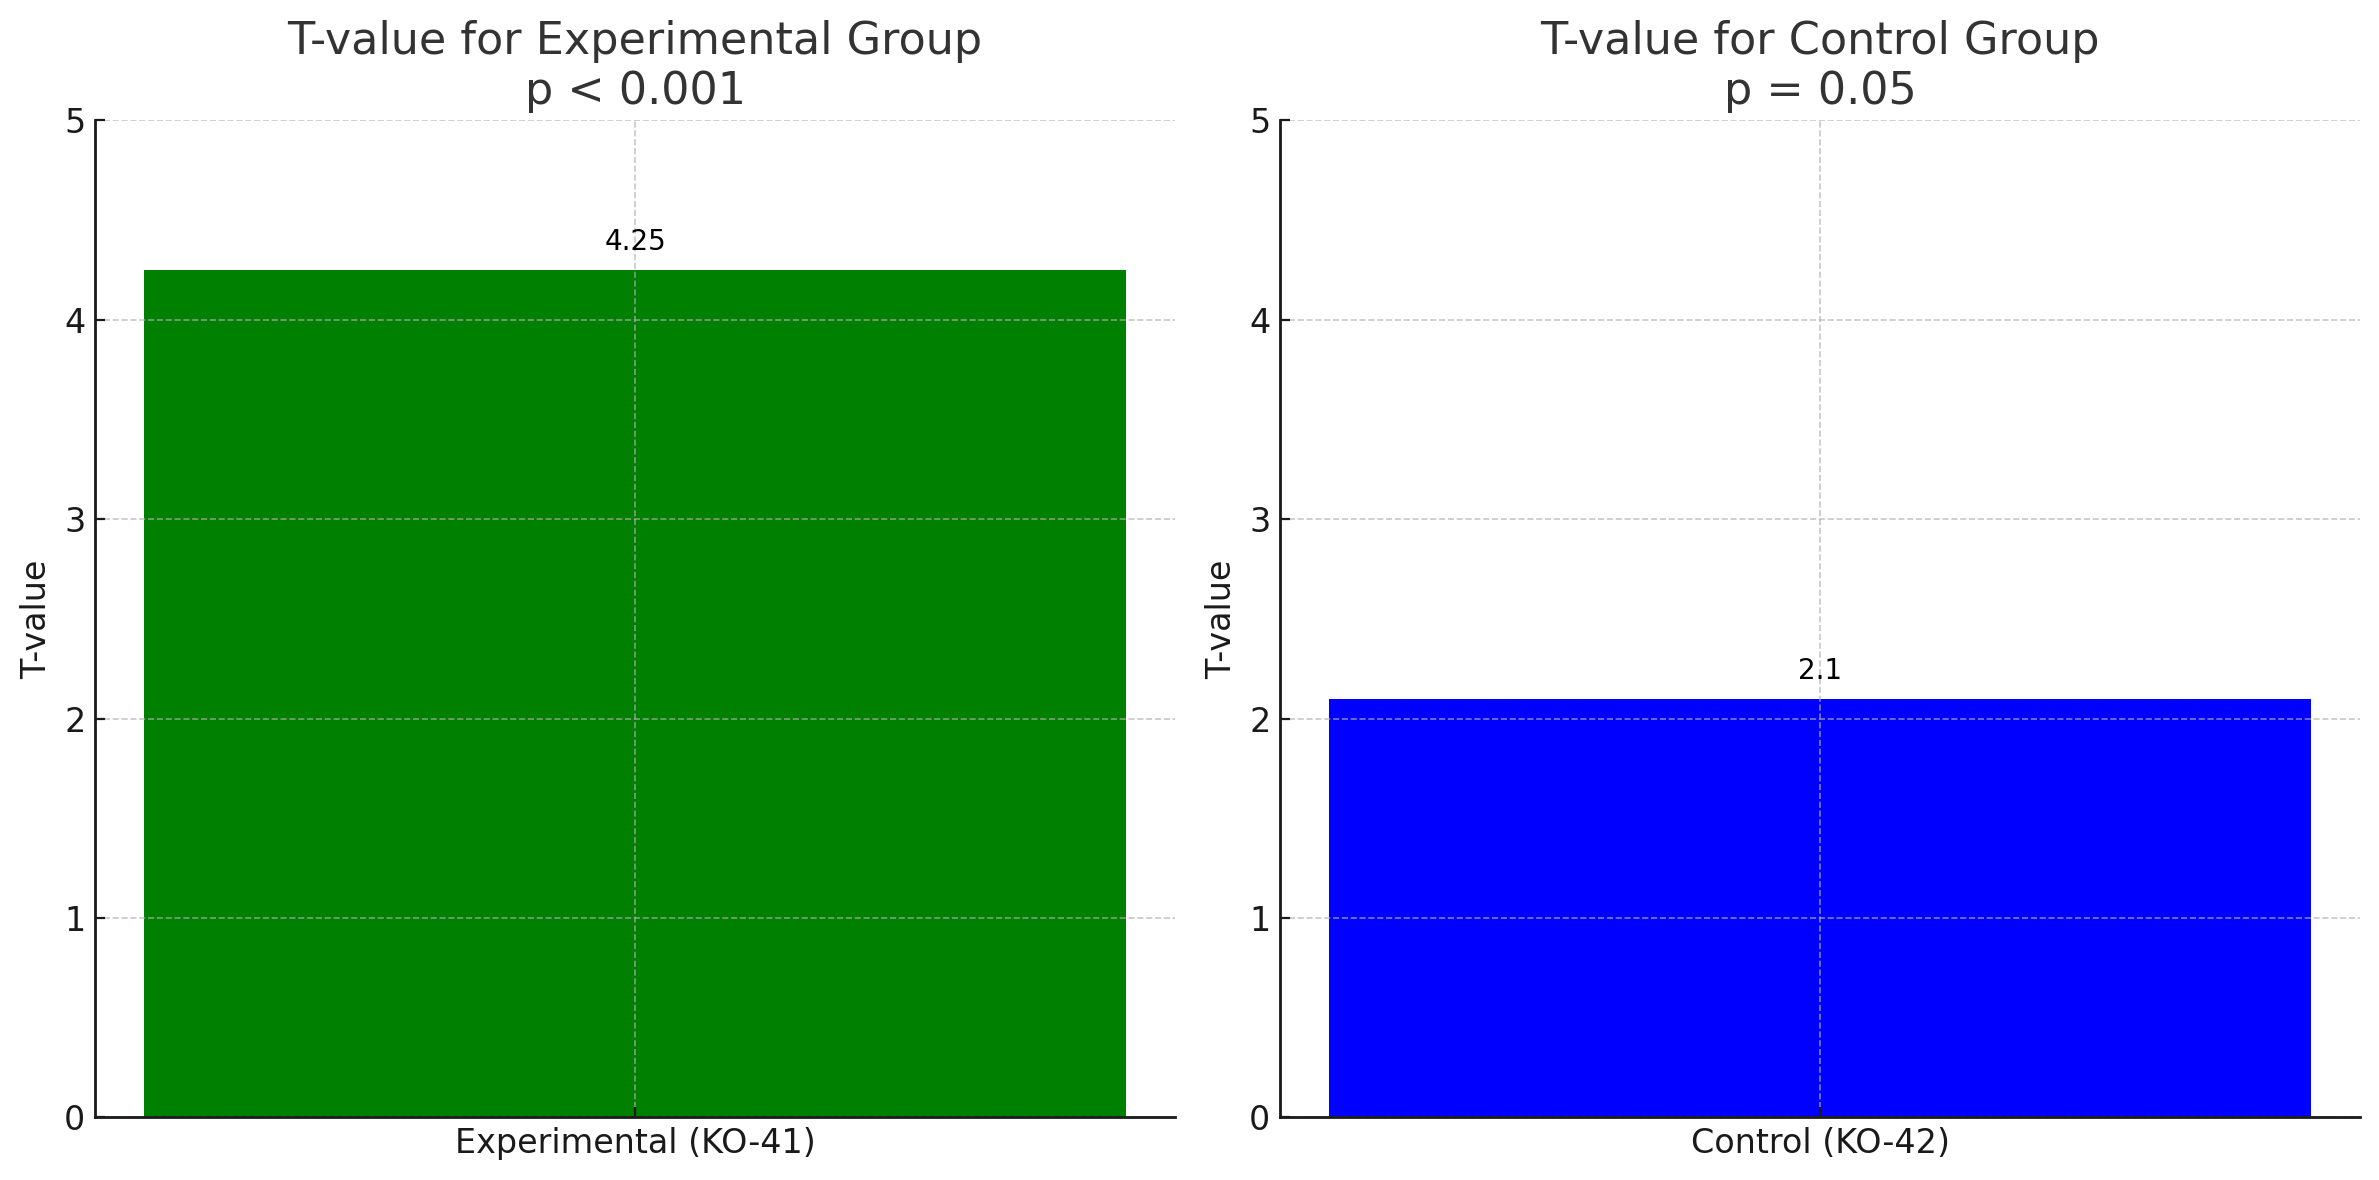 T-value for Experimental Group
p < 0.001
5
4
3
2
1
0
T-value
4.25
Experimental (KO-41)
T-value for Control Group
p = 0.05
5
4
3
2
1
0
T-value
2.1
Control (KO-42)